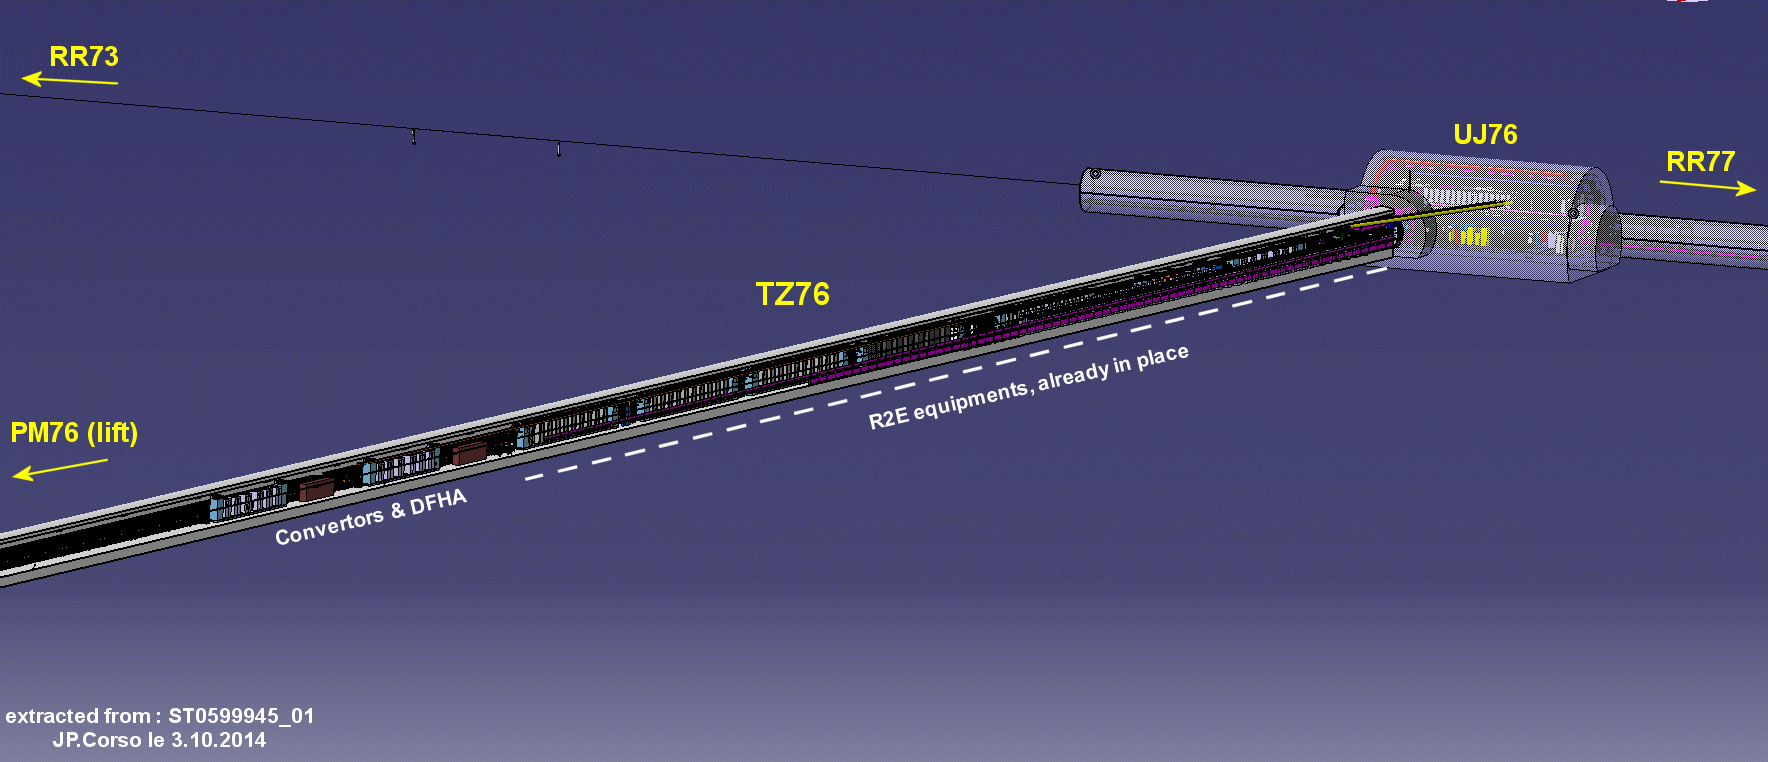 RR73
UJ76
RR77
TZ76
R2E equipments, already in place
PM76 (lift)
Convertors & DFHA
extracted from : ST0599945_01
JP.Corso le 3.10.2014